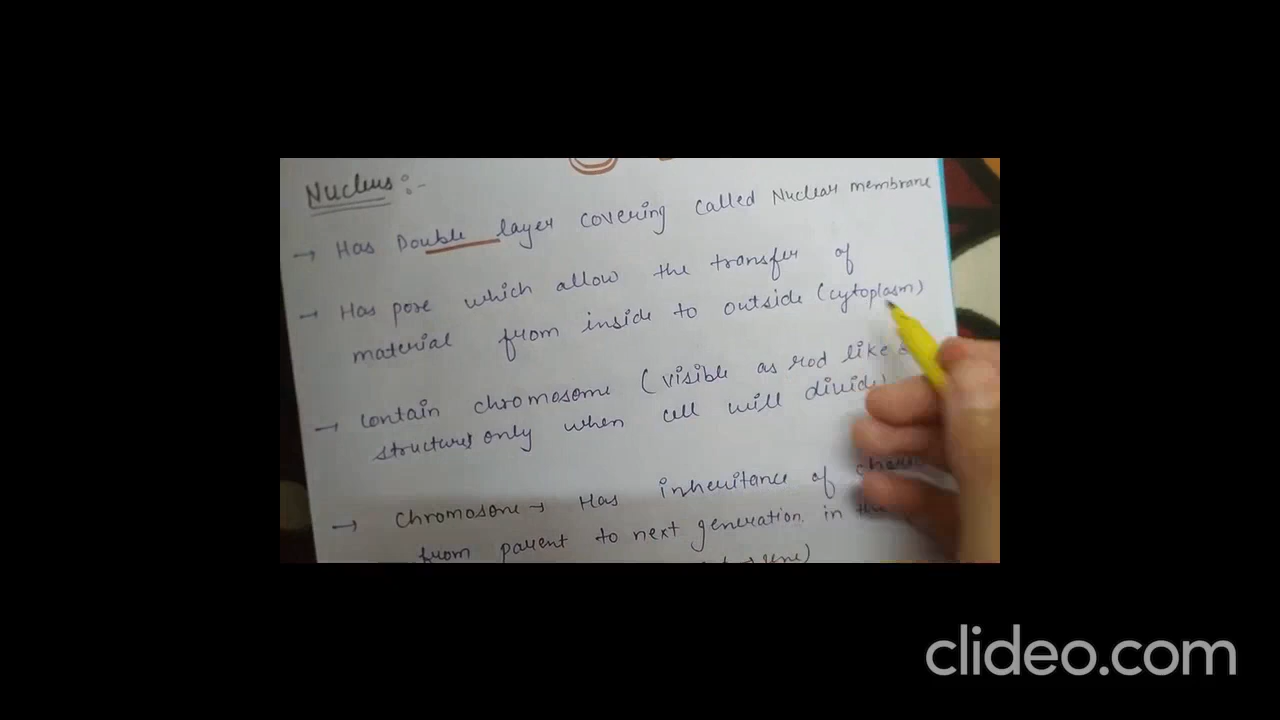 Nucleus:-
→ Has Double layer covering called Nuclear membrane
→ Has pore which allow the transfer of
material from inside to outside (cytoplasm)
→ Contain chromosome (visible as rod like
structures only when cell will divide)
→ Chromosome → Has inheritance of
from parent to next generation in
gene)
clideo.com